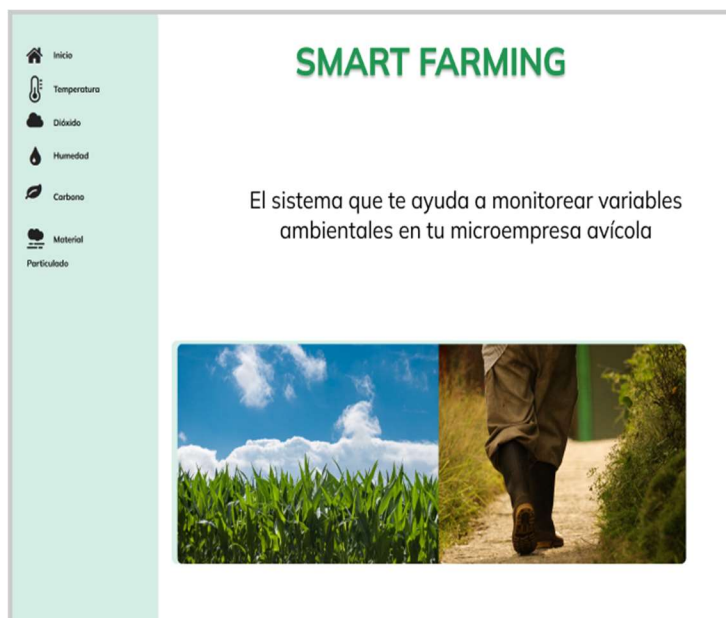 Inicio
Temperatura
Dióxido
Humedad
Carbono
Material
Particulado
SMART FARMING
El sistema que te ayuda a monitorear variables
ambientales en tu microempresa avícola